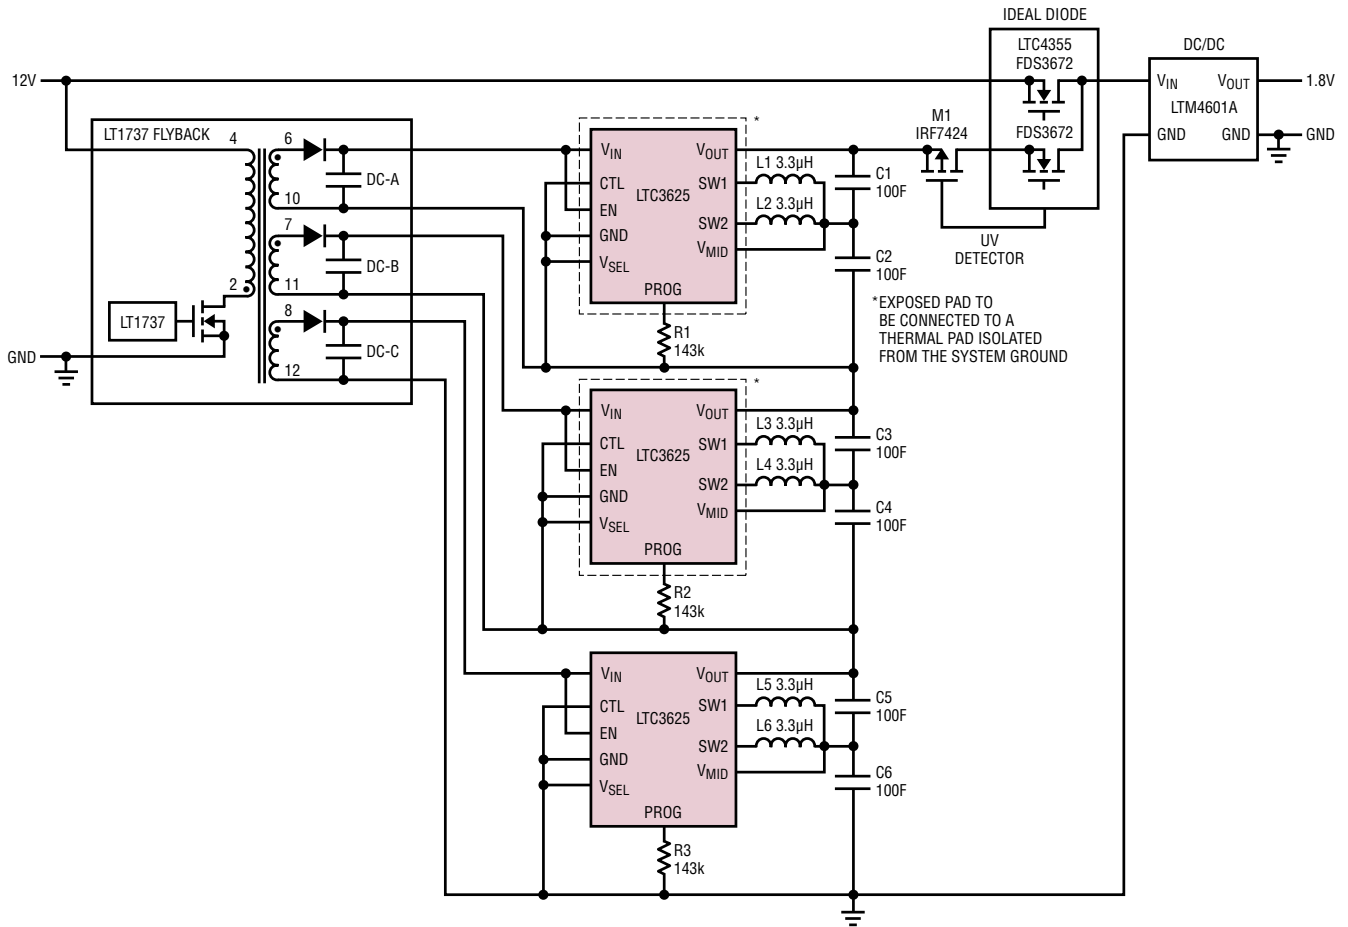 IDEAL DIODE
LTC4355
FDS3672
DC/DC
12V
VIN
VOUT
1.8V
LTM4601A
GND
GND
GND
FDS3672
M1
IRF7424
UV
DETECTOR
LT1737 FLYBACK
4
2
6
10
7
11
8
12
DC-A
DC-B
DC-C
LT1737
GND
*
VIN
CTL
EN
GND
VSEL
LTC3625
VOUT
SW1
SW2
VMID
PROG
L1 3.3µH
L2 3.3µH
C1
100F
C2
100F
R1
143k
*EXPOSED PAD TO
BE CONNECTED TO A
THERMAL PAD ISOLATED
FROM THE SYSTEM GROUND
*
VIN
CTL
EN
GND
VSEL
LTC3625
VOUT
SW1
SW2
VMID
PROG
L3 3.3µH
L4 3.3µH
C3
100F
C4
100F
R2
143k
VIN
CTL
EN
GND
VSEL
LTC3625
VOUT
SW1
SW2
VMID
PROG
L5 3.3µH
L6 3.3µH
C5
100F
C6
100F
R3
143k